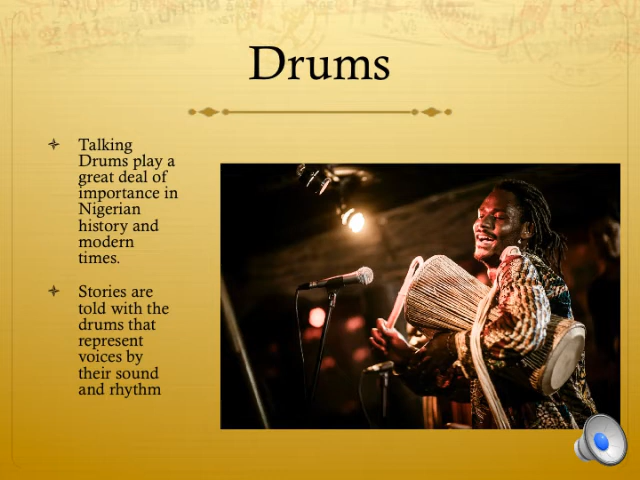 Drums
Talking
Drums play a
great deal of
importance in
Nigerian
history and
modern
times.
Stories are
told with the
drums that
represent
voices by
their sound
and rhythm